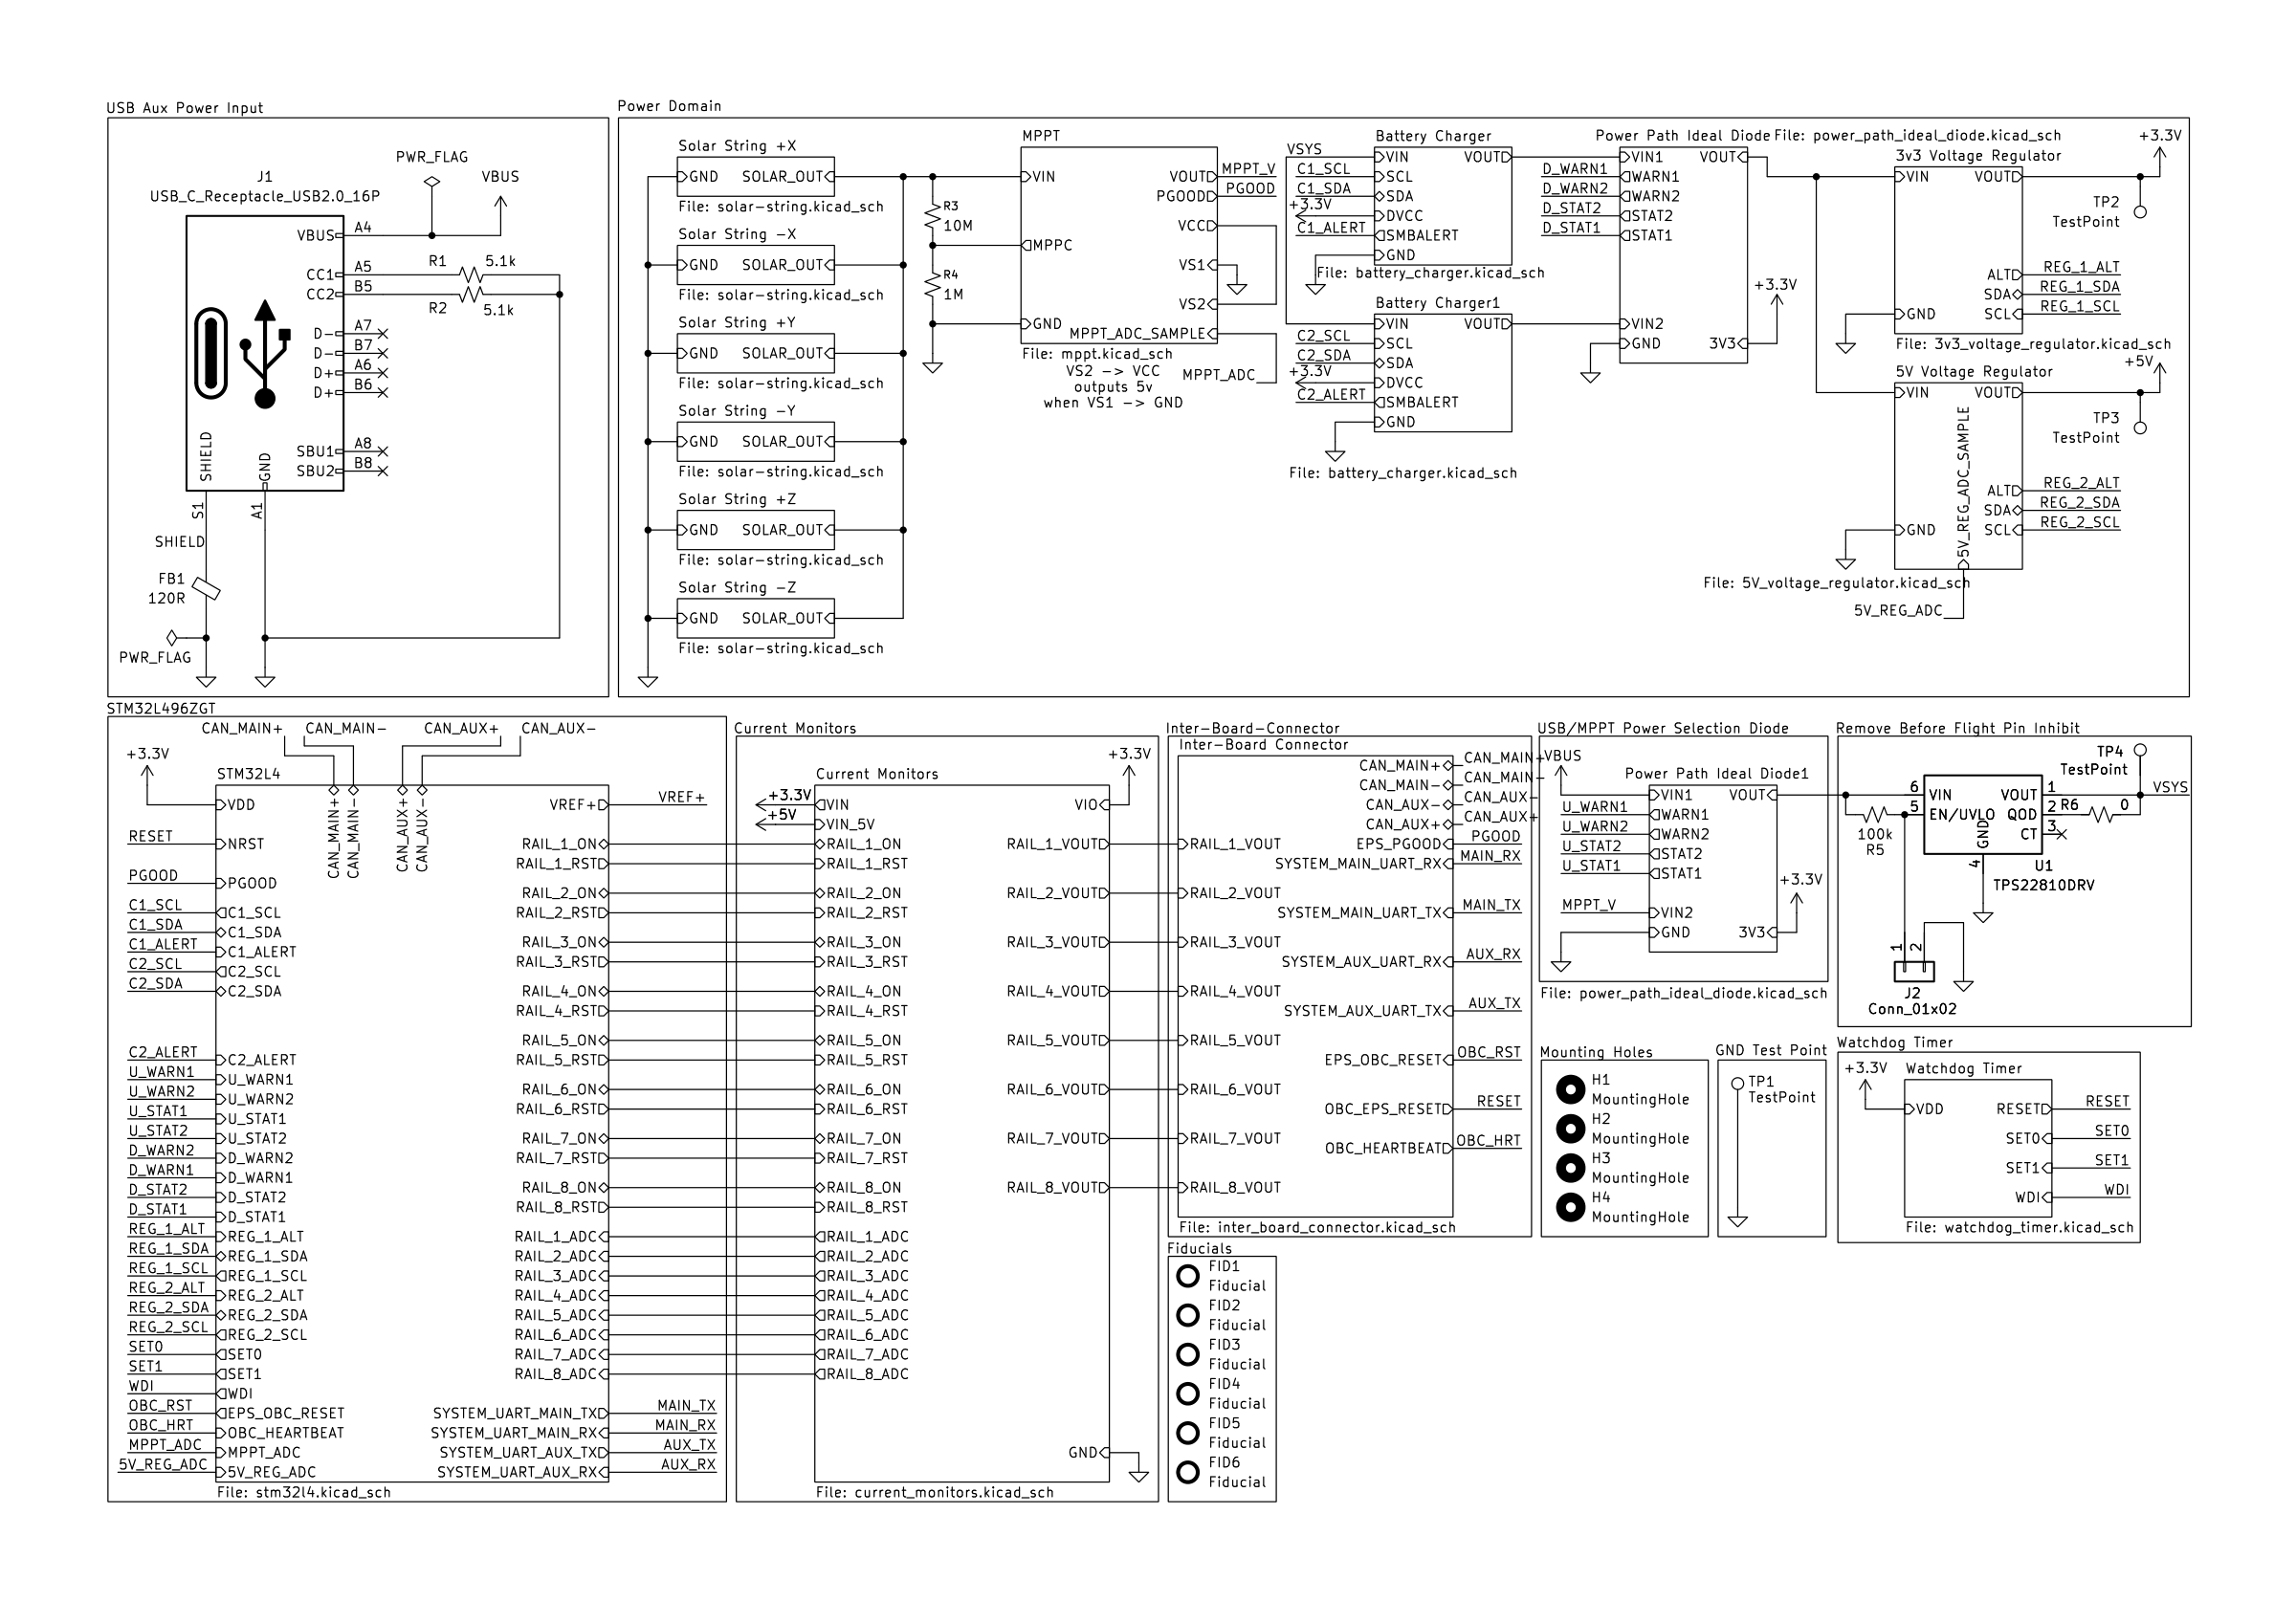 USB Aux Power Input
J1
USB_C_Receptacle_USB2.0_16P
PWR_FLAG
VBUS
VBUS
A4
CC1
A5
R1
5.1k
CC2
B5
R2
5.1k
D-
A7
D-
B7
D+
A6
D+
B6
SBU1
A8
SBU2
B8
SHIELD
GND
S1
A1
SHIELD
FB1
120R
PWR_FLAG
Power Domain
Solar String +X
GND
SOLAR_OUT
File: solar-string.kicad_sch
Solar String -X
GND
SOLAR_OUT
File: solar-string.kicad_sch
Solar String +Y
GND
SOLAR_OUT
File: solar-string.kicad_sch
Solar String -Y
GND
SOLAR_OUT
File: solar-string.kicad_sch
Solar String +Z
GND
SOLAR_OUT
File: solar-string.kicad_sch
Solar String -Z
GND
SOLAR_OUT
File: solar-string.kicad_sch
R3
10M
R4
1M
MPPT
VIN
MPPC
GND
VOUT
PGOOD
VCC
VS1
VS2
MPPT_ADC_SAMPLE
MPPT_V
PGOOD
MPPT_ADC
File: mppt.kicad_sch
VS2 -> VCC
outputs 5v
when VS1 -> GND
VSYS
Battery Charger
VIN
VOUT
C1_SCL
SCL
C1_SDA
SDA
+3.3V
DVCC
C1_ALERT
SMBALERT
GND
File: battery_charger.kicad_sch
Battery Charger1
VIN
VOUT
C2_SCL
SCL
C2_SDA
SDA
+3.3V
DVCC
C2_ALERT
SMBALERT
GND
File: battery_charger.kicad_sch
Power Path Ideal Diode
File: power_path_ideal_diode.kicad_sch
VIN1
VOUT
D_WARN1
WARN1
D_WARN2
WARN2
D_STAT2
STAT2
D_STAT1
STAT1
+3.3V
VIN2
GND
3V3
+3.3V
3v3 Voltage Regulator
VIN
VOUT
TP2
TestPoint
ALT
REG_1_ALT
SDA
REG_1_SDA
SCL
REG_1_SCL
GND
File: 3v3_voltage_regulator.kicad_sch
+5V
5V Voltage Regulator
VIN
VOUT
TP3
TestPoint
5V_REG_ADC_SAMPLE
ALT
REG_2_ALT
SDA
REG_2_SDA
SCL
REG_2_SCL
GND
File: 5V_voltage_regulator.kicad_sch
5V_REG_ADC
STM32L496ZGT
CAN_MAIN+
CAN_MAIN-
CAN_AUX+
CAN_AUX-
+3.3V
STM32L4
VDD
CAN_MAIN+
CAN_MAIN-
CAN_AUX+
CAN_AUX-
VREF+
VREF+
RESET
NRST
PGOOD
PGOOD
C1_SCL
C1_SCL
C1_SDA
C1_SDA
C1_ALERT
C1_ALERT
C2_SCL
C2_SCL
C2_SDA
C2_SDA
C2_ALERT
C2_ALERT
U_WARN1
U_WARN1
U_WARN2
U_WARN2
U_STAT1
U_STAT1
U_STAT2
U_STAT2
D_WARN2
D_WARN2
D_WARN1
D_WARN1
D_STAT2
D_STAT2
D_STAT1
D_STAT1
REG_1_ALT
REG_1_ALT
REG_1_SDA
REG_1_SDA
REG_1_SCL
REG_1_SCL
REG_2_ALT
REG_2_ALT
REG_2_SDA
REG_2_SDA
REG_2_SCL
REG_2_SCL
SET0
SET0
SET1
SET1
WDI
WDI
OBC_RST
EPS_OBC_RESET
OBC_HRT
OBC_HEARTBEAT
MPPT_ADC
MPPT_ADC
5V_REG_ADC
5V_REG_ADC
RAIL_1_ON
RAIL_1_RST
RAIL_2_ON
RAIL_2_RST
RAIL_3_ON
RAIL_3_RST
RAIL_4_ON
RAIL_4_RST
RAIL_5_ON
RAIL_5_RST
RAIL_6_ON
RAIL_6_RST
RAIL_7_ON
RAIL_7_RST
RAIL_8_ON
RAIL_8_RST
RAIL_1_ADC
RAIL_2_ADC
RAIL_3_ADC
RAIL_4_ADC
RAIL_5_ADC
RAIL_6_ADC
RAIL_7_ADC
RAIL_8_ADC
SYSTEM_UART_MAIN_TX
MAIN_TX
SYSTEM_UART_MAIN_RX
MAIN_RX
SYSTEM_UART_AUX_TX
AUX_TX
SYSTEM_UART_AUX_RX
AUX_RX
File: stm32l4.kicad_sch
Current Monitors
Current Monitors
+3.3V
VIN
+5V
VIN_5V
+3.3V
VIO
RAIL_1_ON
RAIL_1_RST
RAIL_2_ON
RAIL_2_RST
RAIL_3_ON
RAIL_3_RST
RAIL_4_ON
RAIL_4_RST
RAIL_5_ON
RAIL_5_RST
RAIL_6_ON
RAIL_6_RST
RAIL_7_ON
RAIL_7_RST
RAIL_8_ON
RAIL_8_RST
RAIL_1_ADC
RAIL_2_ADC
RAIL_3_ADC
RAIL_4_ADC
RAIL_5_ADC
RAIL_6_ADC
RAIL_7_ADC
RAIL_8_ADC
RAIL_1_VOUT
RAIL_2_VOUT
RAIL_3_VOUT
RAIL_4_VOUT
RAIL_5_VOUT
RAIL_6_VOUT
RAIL_7_VOUT
RAIL_8_VOUT
GND
File: current_monitors.kicad_sch
Inter-Board-Connector
Inter-Board Connector
RAIL_1_VOUT
RAIL_2_VOUT
RAIL_3_VOUT
RAIL_4_VOUT
RAIL_5_VOUT
RAIL_6_VOUT
RAIL_7_VOUT
RAIL_8_VOUT
CAN_MAIN+
CAN_MAIN+
CAN_MAIN-
CAN_MAIN-
CAN_AUX-
CAN_AUX-
CAN_AUX+
CAN_AUX+
EPS_PGOOD
PGOOD
SYSTEM_MAIN_UART_RX
MAIN_RX
SYSTEM_MAIN_UART_TX
MAIN_TX
SYSTEM_AUX_UART_RX
AUX_RX
SYSTEM_AUX_UART_TX
AUX_TX
EPS_OBC_RESET
OBC_RST
OBC_EPS_RESET
RESET
OBC_HEARTBEAT
OBC_HRT
File: inter_board_connector.kicad_sch
Fiducials
FID1
Fiducial
FID2
Fiducial
FID3
Fiducial
FID4
Fiducial
FID5
Fiducial
FID6
Fiducial
USB/MPPT Power Selection Diode
VBUS
Power Path Ideal Diode1
VIN1
VOUT
U_WARN1
WARN1
U_WARN2
WARN2
U_STAT2
STAT2
U_STAT1
STAT1
+3.3V
MPPT_V
VIN2
GND
3V3
File: power_path_ideal_diode.kicad_sch
Remove Before Flight Pin Inhibit
TP4
TestPoint
VSYS
6
VIN
VOUT
1
5
EN/UVLO
QOD
2
R6
0
GND
CT
3
4
100k
R5
U1
TPS22810DRV
1
2
J2
Conn_01x02
Mounting Holes
H1
MountingHole
H2
MountingHole
H3
MountingHole
H4
MountingHole
GND Test Point
TP1
TestPoint
Watchdog Timer
+3.3V
Watchdog Timer
VDD
RESET
RESET
SET0
SET0
SET1
SET1
WDI
WDI
File: watchdog_timer.kicad_sch